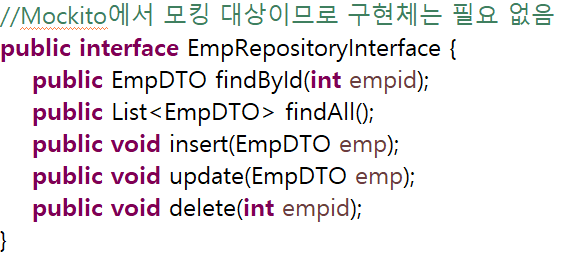 //Mockito에서 모킹 대상이므로 구현체는 필요 없음
public interface EmpRepositoryInterface {
public EmpDTO findById(int empid);
public List<EmpDTO> findAll();
public void insert(EmpDTO emp);
public void update(EmpDTO emp);
public void delete(int empid);
}